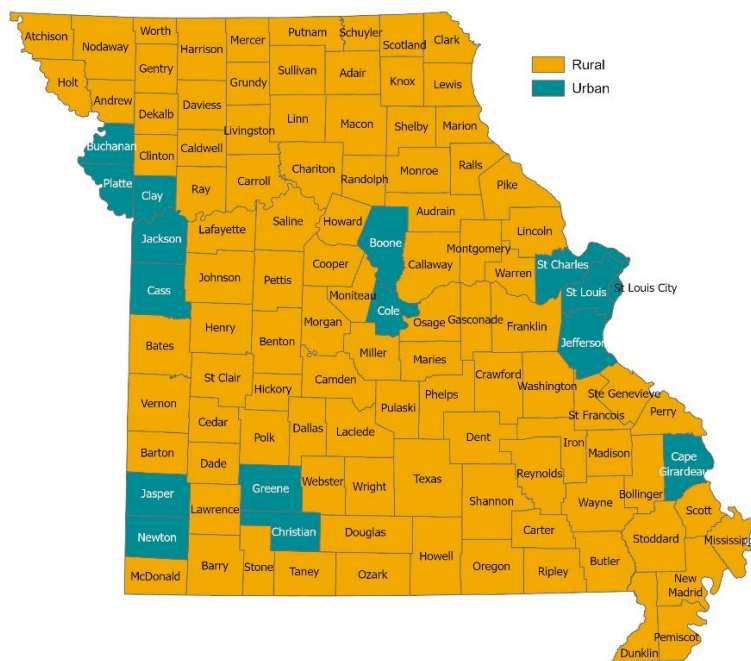 Atchison
Nodaway
Worth
Harrison
Mercer
Putnam
Schuyler
Scotland
Clark
Rural
Urban
Holt
Gentry
Grundy
Sullivan
Adair
Knox
Lewis
Andrew
Dekalb
Daviess
Livingston
Linn
Macon
Shelby
Marion
Buchanan
Clinton
Caldwell
Chariton
Randolph
Monroe
Ralls
Pike
Platte
Clay
Ray
Carroll
Howard
Audrain
Lincoln
Jackson
Lafayette
Saline
Boone
Callaway
Montgomery
Warren
St Charles
Cass
Johnson
Pettis
Cooper
Moniteau
Cole
Osage
Gasconade
Franklin
St Louis
St Louis City
Jefferson
Bates
Henry
Benton
Morgan
Miller
Maries
Crawford
Washington
Ste Genevieve
St Francois
Perry
Vernon
St Clair
Hickory
Camden
Pulaski
Phelps
Cedar
Polk
Dallas
Laclede
Dent
Iron
Madison
Cape
Girardeau
Barton
Dade
Greene
Webster
Wright
Texas
Reynolds
Bollinger
Scott
Jasper
Lawrence
Christian
Douglas
Shannon
Wayne
Stoddard
Mississippi
Newton
Carter
Butler
McDonald
Barry
Stone
Taney
Ozark
Howell
Oregon
Ripley
New
Madrid
Pemiscot
Dunklin